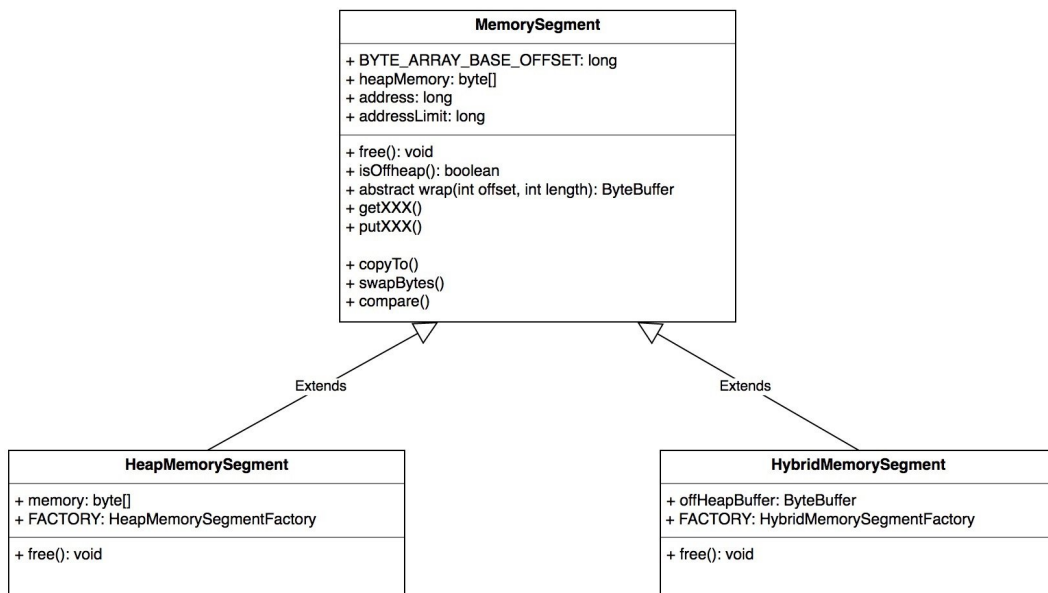 MemorySegment
+ BYTE_ARRAY_BASE_OFFSET: long
+ heapMemory: byte[]
+ address: long
+ addressLimit: long
+ free(): void
+ isOffheap(): boolean
+ abstract wrap(int offset, int length): ByteBuffer
+ getXXX()
+ putXXX()
+ copyTo()
+ swapBytes()
+ compare()
Extends
Extends
HeapMemorySegment
+ memory: byte[]
+ FACTORY: HeapMemorySegmentFactory
+ free(): void
HybridMemorySegment
+ offHeapBuffer: ByteBuffer
+ FACTORY: HybridMemorySegmentFactory
+ free(): void